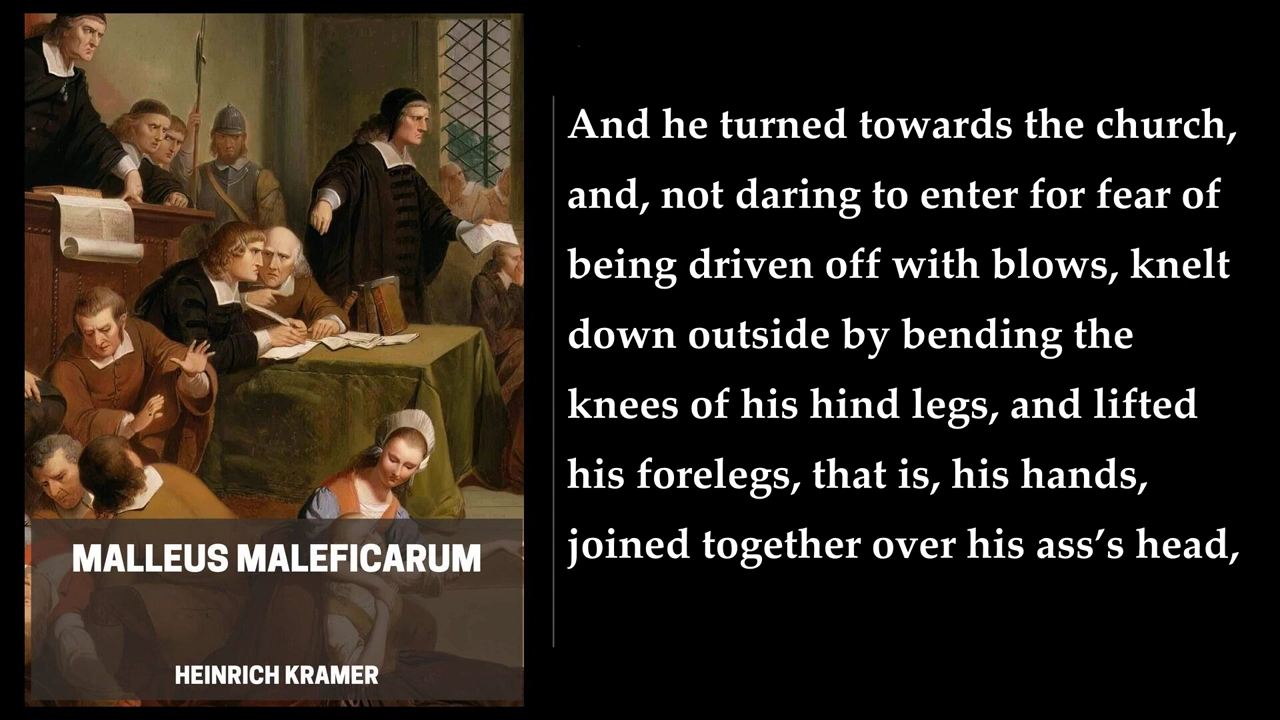 MALLEUS MALEFICARUM
HEINRICH KRAMER
And he turned towards the church,
and, not daring to enter for fear of
being driven off with blows, knelt
down outside by bending the
knees of his hind legs, and lifted
his forelegs, that is, his hands,
joined together over his ass’s head,